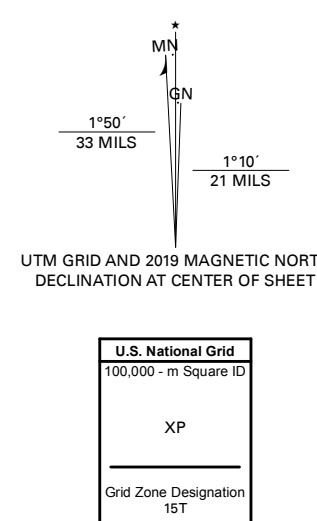 ★
MN
GN
1°50´
33 MILS
1°10´
21 MILS
UTM GRID AND 2019 MAGNETIC NORT
DECLINATION AT CENTER OF SHEET
U.S. National Grid
100,000 - m Square ID
XP
Grid Zone Designation
15T